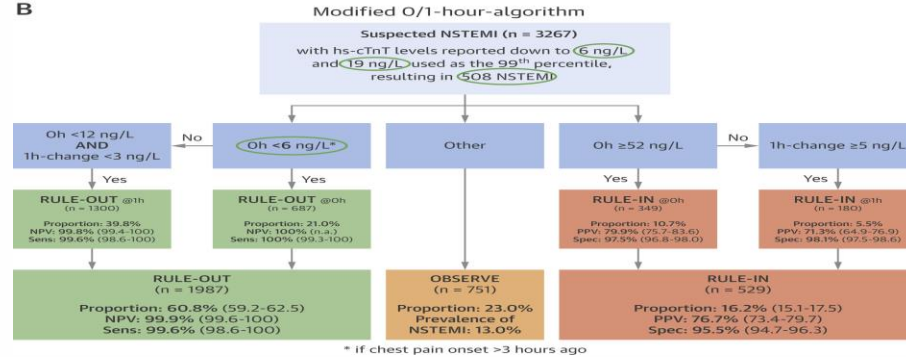 B
Modified 0/1-hour-algorithm
Suspected NSTEMI (n = 3267)
with hs-cTnT levels reported down to 6 ng/L
and 19 ng/L used as the 99th percentile,
resulting in 508 NSTEMI
0h <12 ng/L
AND
1h-change <3 ng/L
No
0h <6 ng/L*
Other
0h ≥52 ng/L
No
1h-change ≥5 ng/L
Yes
Yes
Yes
Yes
RULE-OUT @1h
(n = 1300)
Proportion: 39.8%
NPV: 99.8% (99.4-100)
Sens: 99.6% (98.6-100)
RULE-OUT @0h
(n = 687)
Proportion: 21.0%
NPV: 100% (n.a.)
Sens: 100% (99.3-100)
RULE-IN @0h
(n = 349)
Proportion: 10.7%
PPV: 79.9% (75.7-83.6)
Spec: 97.5% (96.8-98.0)
RULE-IN @1h
(n = 180)
Proportion: 5.5%
PPV: 71.3% (64.9-76.9)
Spec: 98.1% (97.5-98.6)
RULE-OUT
(n = 1987)
Proportion: 60.8% (59.2-62.5)
NPV: 99.9% (99.6-100)
Sens: 99.6% (98.6-100)
OBSERVE
(n = 751)
Proportion: 23.0%
Prevalence of
NSTEMI: 13.0%
RULE-IN
(n = 529)
Proportion: 16.2% (15.1-17.5)
PPV: 76.7% (73.4-79.7)
Spec: 95.5% (94.7-96.3)
* if chest pain onset >3 hours ago